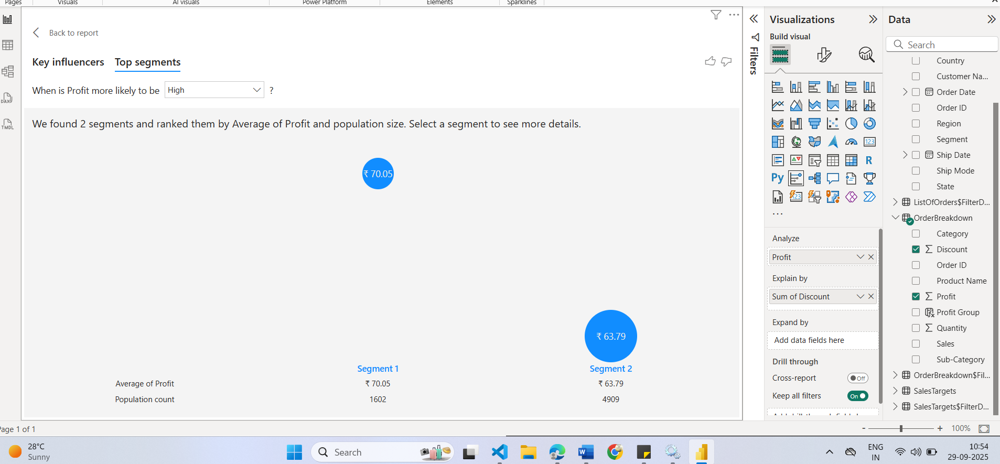 Pages
Visuals
AI visuals
Power Platform
Elements
Sparklines
Back to report
Key influencers
Top segments
When is Profit more likely to be
High
?
We found 2 segments and ranked them by Average of Profit and population size. Select a segment to see more details.
₹ 70.05
₹ 63.79
Segment 1
Segment 2
Average of Profit
₹ 70.05
₹ 63.79
Population count
1602
4909
Filters
Visualizations
Build visual
123
R
Py
123
...
Analyze
Profit
Explain by
Sum of Discount
Expand by
Add data fields here
Drill through
Cross-report
Off
Keep all filters
On
Data
Search
Country
Customer Na...
Order Date
Order ID
Region
Segment
Ship Date
Ship Mode
State
ListOfOrders$FilterD...
OrderBreakdown
Category
Discount
Order ID
Product Name
Profit
Profit Group
Quantity
Sales
Sub-Category
OrderBreakdown$Fil...
SalesTargets
SalesTargets$FilterD...
DAX
TMDL
Page 1 of 1
- + 100%
28°C
Sunny
Search
ENG
IN
10:54
29-09-2025